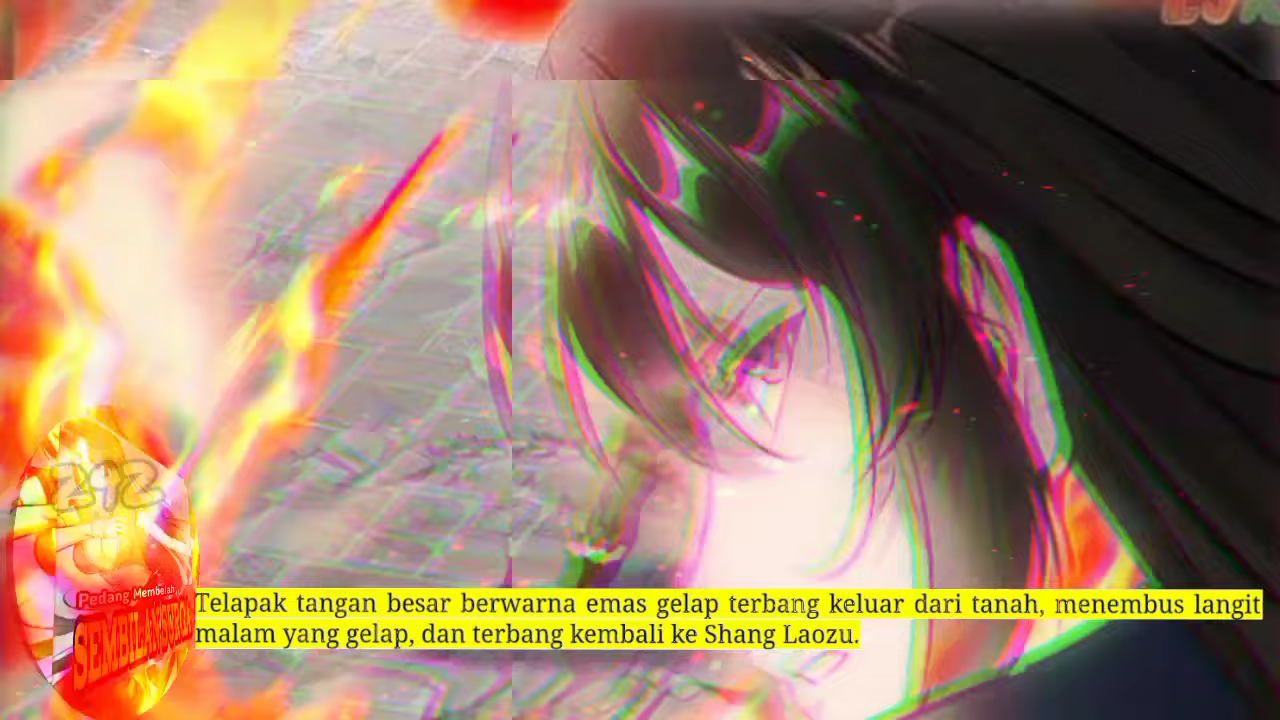 292
Pedang Membelah
Telapak tangan besar berwarna emas gelap terbang keluar dari tanah, menembus langit
malam yang gelap, dan terbang kembali ke Shang Laozu.